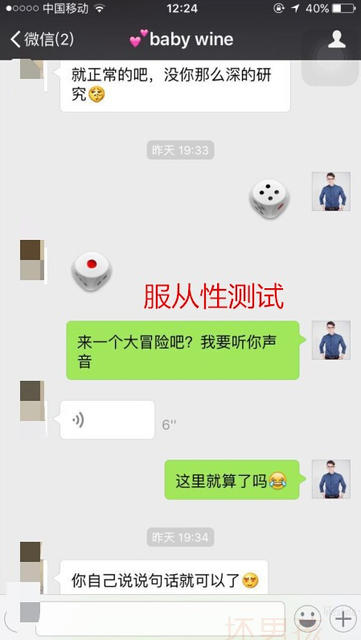 中国移动 12:24 40%
微信(2) 💕baby wine
就正常的吧，没你那么深的研
究
昨天 19:33
服从性测试
来一个大冒险吧？我要听你声
音
6"
这里就算了吗😂
昨天 19:34
你自己说说句话就可以了